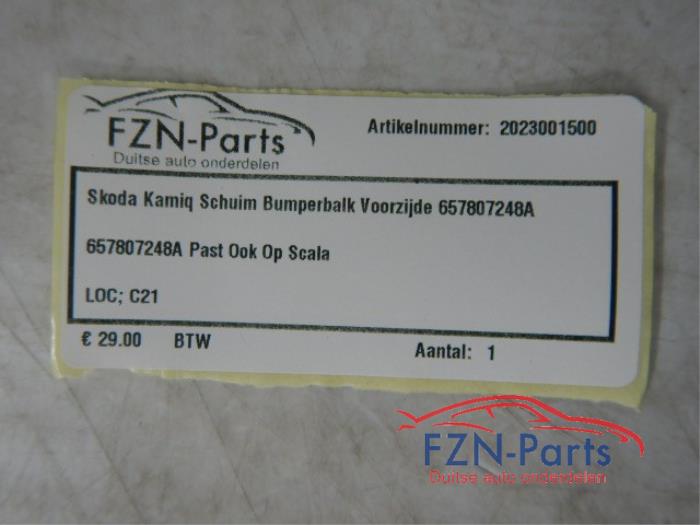 FZN-Parts
Duitse auto onderdelen
Artikelnummer: 2023001500
Skoda Kamiq Schuim Bumperbalk Voorzijde 657807248A
657807248A Past Ook Op Scala
LOC; C21
€ 29.00 BTW
Aantal: 1
FZN-Parts
Duitse auto onderdelen